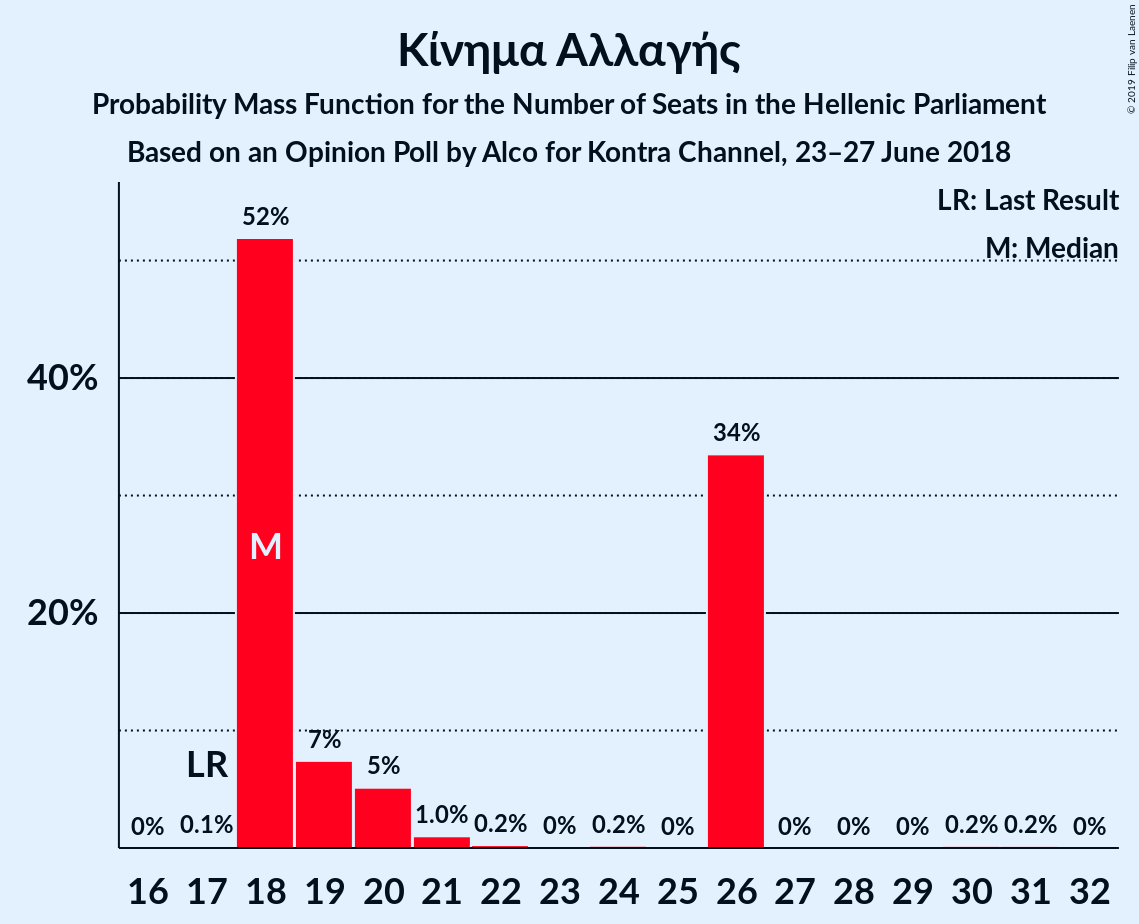 Κίνημα Αλλαγής
Probability Mass Function for the Number of Seats in the Hellenic Parliament
Based on an Opinion Poll by Alco for Kontra Channel, 23–27 June 2018
© 2019 Filip van Laenen
LR: Last Result
M: Median
52%
40%
34%
M
20%
7%
LR
5%
0% 0.1% 1.0% 0.2% 0% 0.2% 0% 0% 0% 0% 0.2% 0.2% 0%
16 17 18 19 20 21 22 23 24 25 26 27 28 29 30 31 32